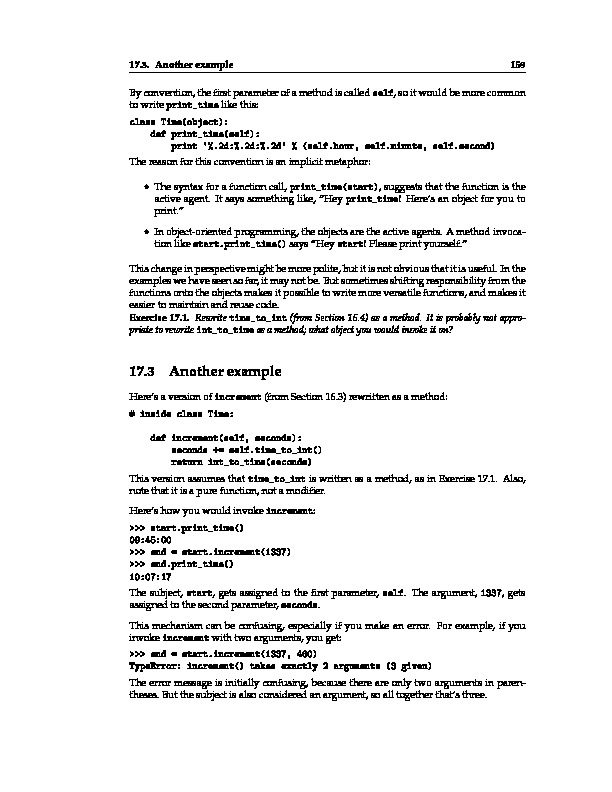 17.3. Another example 159
By convention, the first parameter of a method is called self, so it would be more common
to write print_time like this:
class Time(object):
    def print_time(self):
        print '%.2d:%.2d:%.2d' % (self.hour, self.minute, self.second)
The reason for this convention is an implicit metaphor:
• The syntax for a function call, print_time(start), suggests that the function is the
active agent. It says something like, “Hey print_time! Here’s an object for you to
print.”
• In object-oriented programming, the objects are the active agents. A method invoca-
tion like start.print_time() says “Hey start! Please print yourself.”
This change in perspective might be more polite, but it is not obvious that it is useful. In the
examples we have seen so far, it may not be. But sometimes shifting responsibility from the
functions onto the objects makes it possible to write more versatile functions, and makes it
easier to maintain and reuse code.
Exercise 17.1. Rewrite time_to_int (from Section 16.4) as a method. It is probably not appro-
priate to rewrite int_to_time as a method; what object you would invoke it on?
17.3 Another example
Here’s a version of increment (from Section 16.3) rewritten as a method:
# inside class Time:
    def increment(self, seconds):
        seconds += self.time_to_int()
        return int_to_time(seconds)
This version assumes that time_to_int is written as a method, as in Exercise 17.1. Also,
note that it is a pure function, not a modifier.
Here’s how you would invoke increment:
>>> start.print_time()
09:45:00
>>> end = start.increment(1337)
>>> end.print_time()
10:07:17
The subject, start, gets assigned to the first parameter, self. The argument, 1337, gets
assigned to the second parameter, seconds.
This mechanism can be confusing, especially if you make an error. For example, if you
invoke increment with two arguments, you get:
>>> end = start.increment(1337, 460)
TypeError: increment() takes exactly 2 arguments (3 given)
The error message is initially confusing, because there are only two arguments in paren-
theses. But the subject is also considered an argument, so all together that’s three.